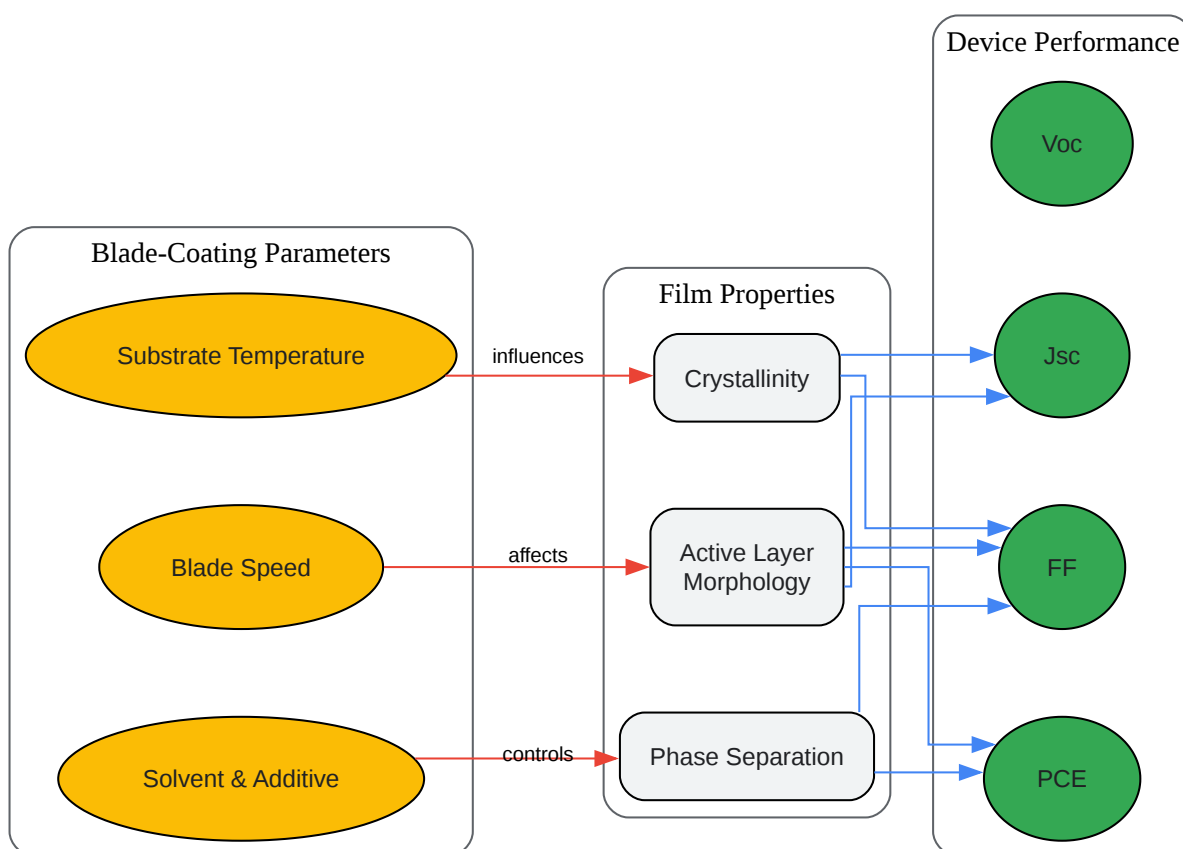 Device Performance
Voc
Blade-Coating Parameters
Film Properties
Substrate Temperature
influences
Crystallinity
Jsc
Blade Speed
affects
Active Layer
Morphology
FF
Solvent & Additive
controls
Phase Separation
PCE